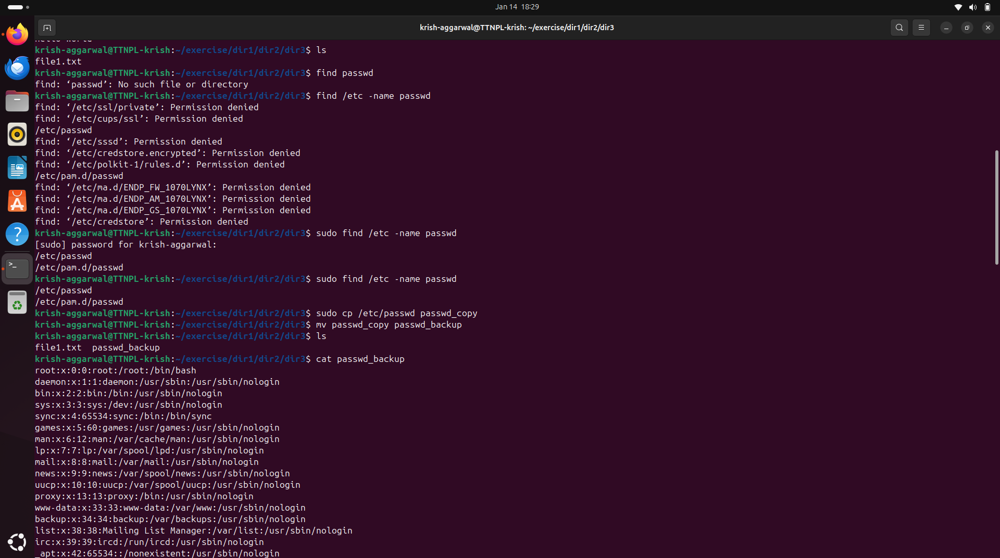 Jan 14 18:29
krish-aggarwal@TTNPL-krish: ~/exercise/dir1/dir2/dir3
hello world
krish-aggarwal@TTNPL-krish:~/exercise/dir1/dir2/dir3$ ls
file1.txt
krish-aggarwal@TTNPL-krish:~/exercise/dir1/dir2/dir3$ find passwd
find: ‘passwd’: No such file or directory
krish-aggarwal@TTNPL-krish:~/exercise/dir1/dir2/dir3$ find /etc -name passwd
find: ‘/etc/ssl/private’: Permission denied
find: ‘/etc/cups/ssl’: Permission denied
/etc/passwd
find: ‘/etc/sssd’: Permission denied
find: ‘/etc/credstore.encrypted’: Permission denied
find: ‘/etc/polkit-1/rules.d’: Permission denied
/etc/pam.d/passwd
find: ‘/etc/ma.d/ENDP_FW_1070LYNX’: Permission denied
find: ‘/etc/ma.d/ENDP_AM_1070LYNX’: Permission denied
find: ‘/etc/ma.d/ENDP_GS_1070LYNX’: Permission denied
find: ‘/etc/credstore’: Permission denied
krish-aggarwal@TTNPL-krish:~/exercise/dir1/dir2/dir3$ sudo find /etc -name passwd
[sudo] password for krish-aggarwal:
/etc/passwd
/etc/pam.d/passwd
krish-aggarwal@TTNPL-krish:~/exercise/dir1/dir2/dir3$ sudo find /etc -name passwd
/etc/passwd
/etc/pam.d/passwd
krish-aggarwal@TTNPL-krish:~/exercise/dir1/dir2/dir3$ sudo cp /etc/passwd passwd_copy
krish-aggarwal@TTNPL-krish:~/exercise/dir1/dir2/dir3$ mv passwd_copy passwd_backup
krish-aggarwal@TTNPL-krish:~/exercise/dir1/dir2/dir3$ ls
file1.txt  passwd_backup
krish-aggarwal@TTNPL-krish:~/exercise/dir1/dir2/dir3$ cat passwd_backup
root:x:0:0:root:/root:/bin/bash
daemon:x:1:1:daemon:/usr/sbin:/usr/sbin/nologin
bin:x:2:2:bin:/bin:/usr/sbin/nologin
sys:x:3:3:sys:/dev:/usr/sbin/nologin
sync:x:4:65534:sync:/bin:/bin/sync
games:x:5:60:games:/usr/games:/usr/sbin/nologin
man:x:6:12:man:/var/cache/man:/usr/sbin/nologin
lp:x:7:7:lp:/var/spool/lpd:/usr/sbin/nologin
mail:x:8:8:mail:/var/mail:/usr/sbin/nologin
news:x:9:9:news:/var/spool/news:/usr/sbin/nologin
uucp:x:10:10:uucp:/var/spool/uucp:/usr/sbin/nologin
proxy:x:13:13:proxy:/bin:/usr/sbin/nologin
www-data:x:33:33:www-data:/var/www:/usr/sbin/nologin
backup:x:34:34:backup:/var/backups:/usr/sbin/nologin
list:x:38:38:Mailing List Manager:/var/list:/usr/sbin/nologin
irc:x:39:39:ircd:/run/ircd:/usr/sbin/nologin
_apt:x:42:65534::/nonexistent:/usr/sbin/nologin